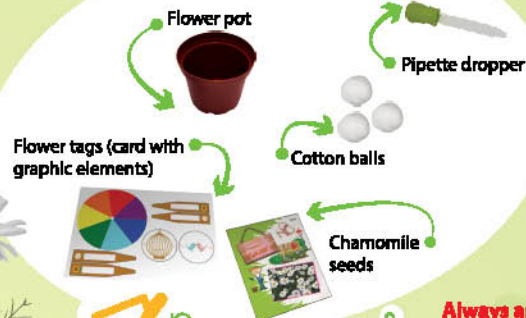 Flower pot
Pipette dropper
Cotton balls
Flower tags (card with
graphic elements)
Chamomile
seeds
Always a